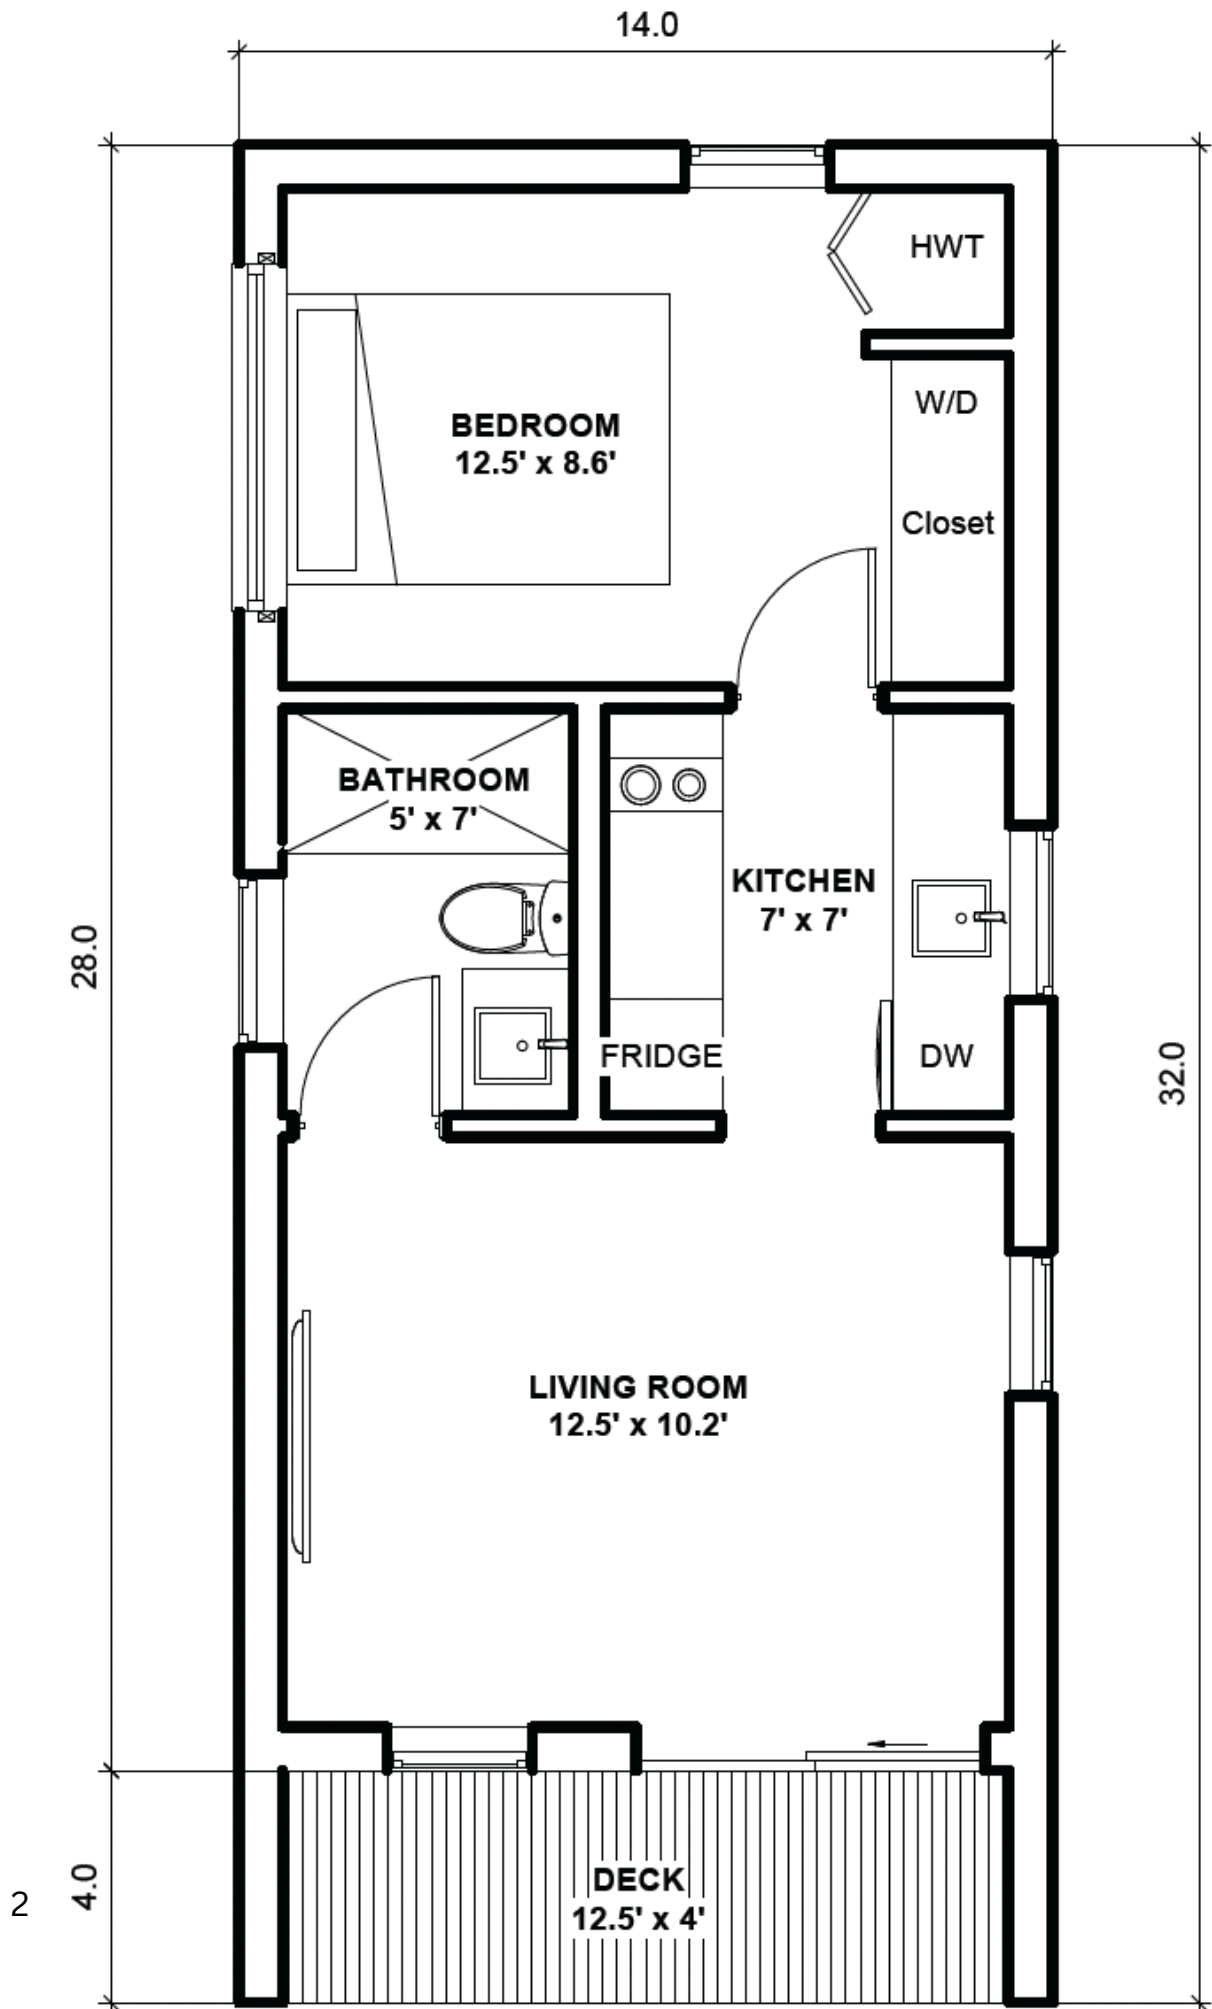 14.0
HWT
W/D
BEDROOM
12.5' x 8.6'
Closet
BATHROOM
5' x 7'
KITCHEN
7' x 7'
28.0
FRIDGE
DW
32.0
LIVING ROOM
12.5' x 10.2'
DECK
12.5' x 4'
4.0
2